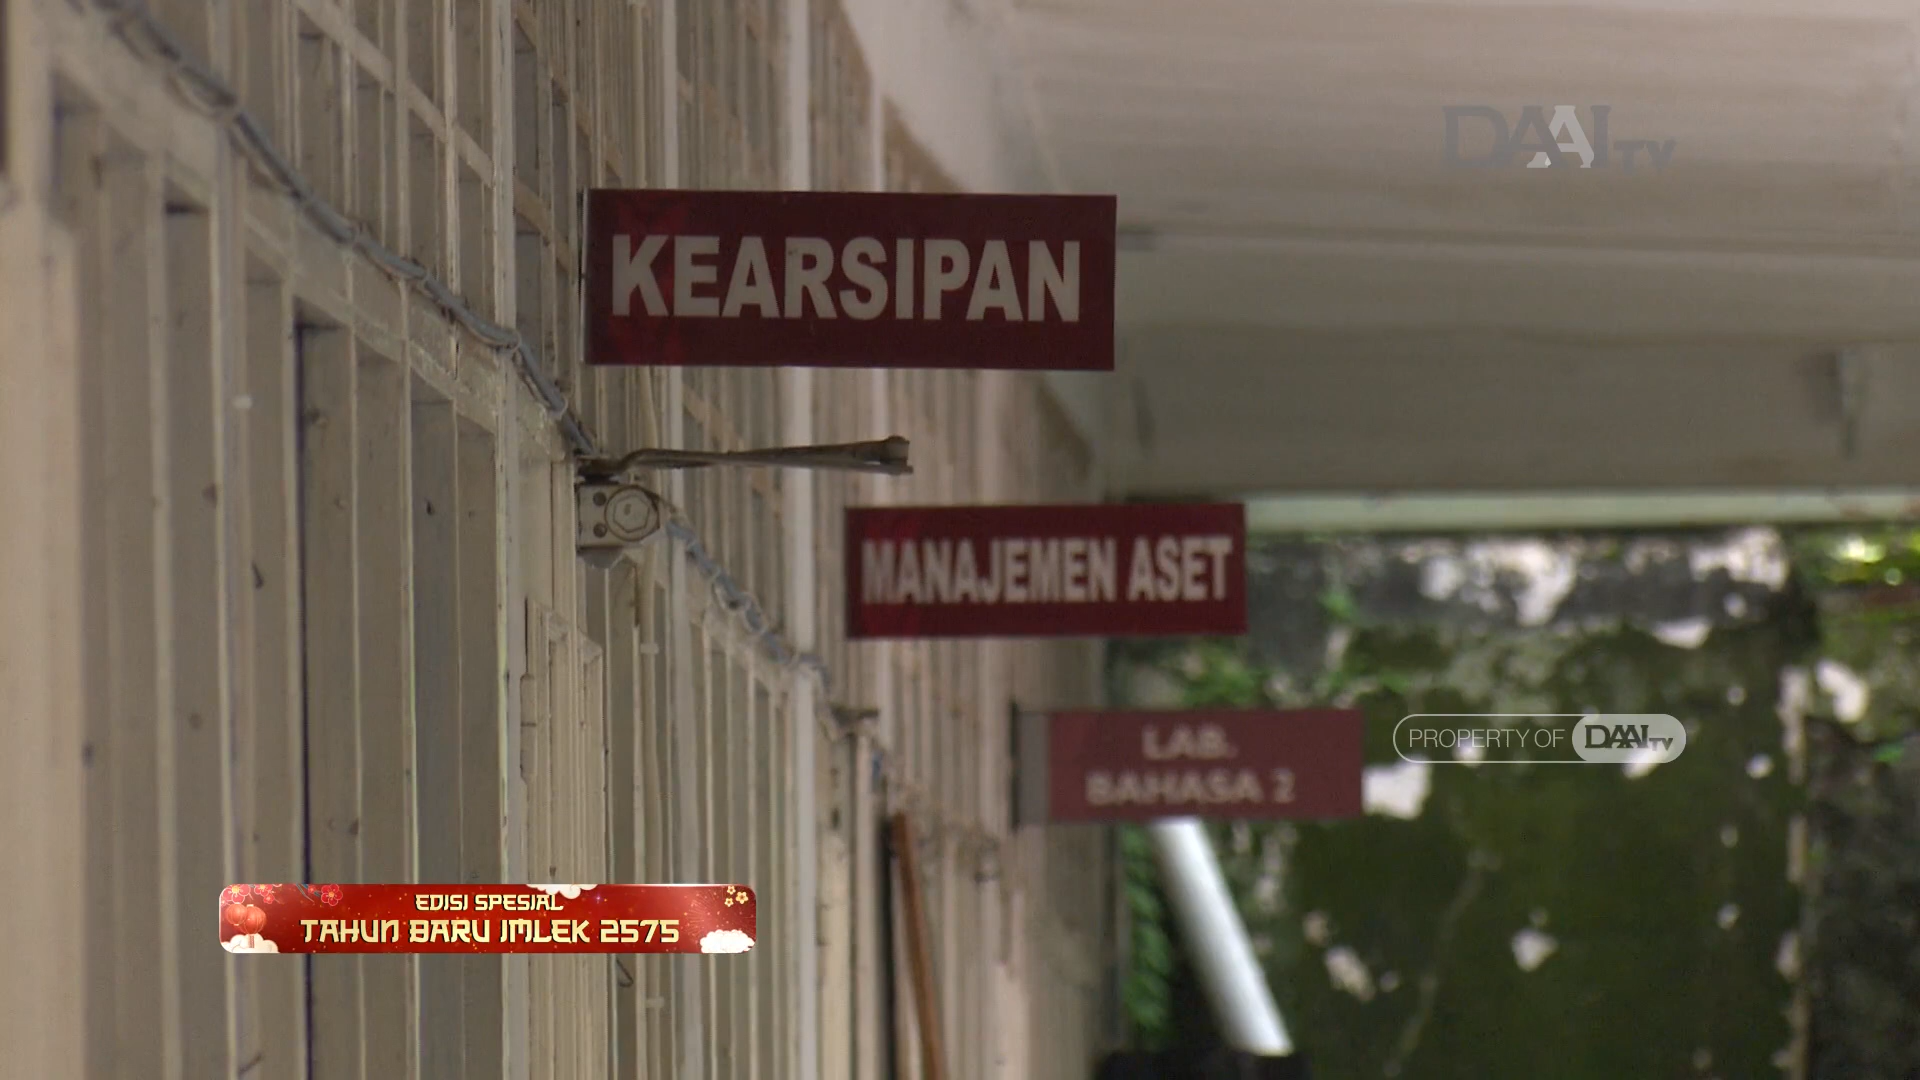 DAAI TV
KEARSIPAN
MANAJEMEN ASET
LAB.
BAHASA 2
PROPERTY OF DAAI TV
EDISI SPESIAL
TAHUN BARU IMLEK 2575